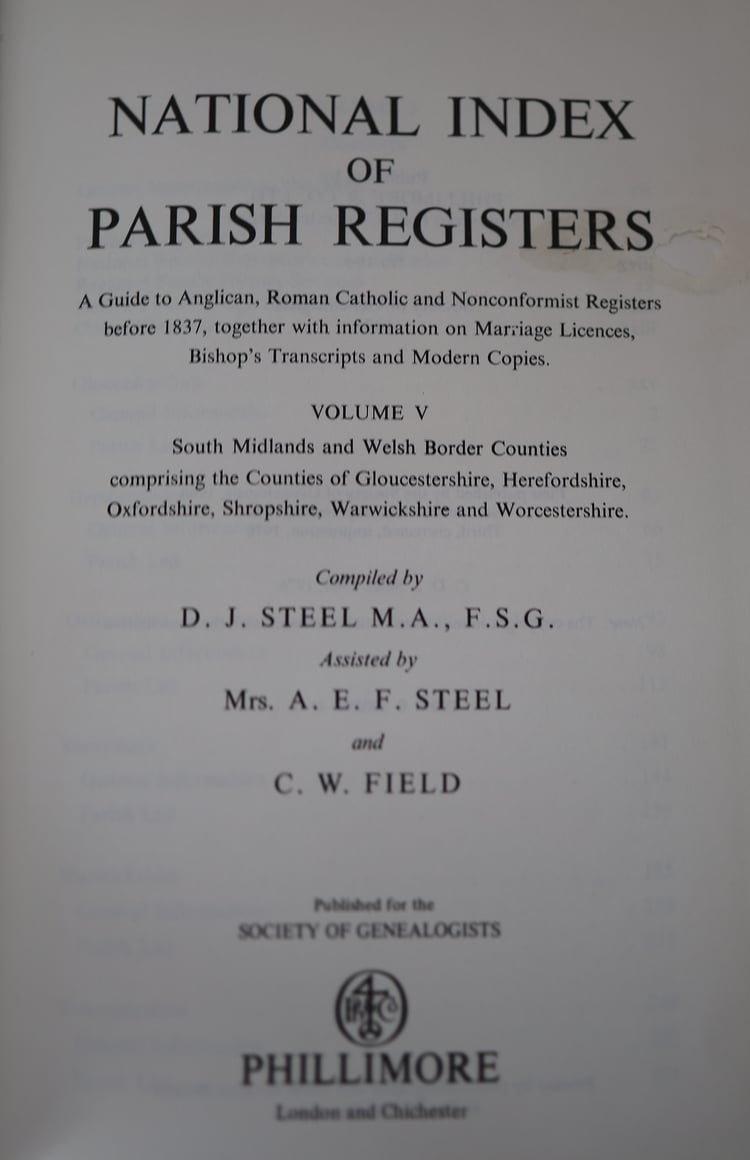 NATIONAL INDEX
OF
PARISH REGISTERS
A Guide to Anglican, Roman Catholic and Nonconformist Registers
before 1837, together with information on Marriage Licences,
Bishop's Transcripts and Modern Copies.
VOLUME V
South Midlands and Welsh Border Counties
comprising the Counties of Gloucestershire, Herefordshire,
Oxfordshire, Shropshire, Warwickshire and Worcestershire.
Compiled by
D. J. STEEL M.A., F.S.G.
Assisted by
Mrs. A. E. F. STEEL
and
C. W. FIELD
Published for the
SOCIETY OF GENEALOGISTS
PHILLIMORE
London and Chichester